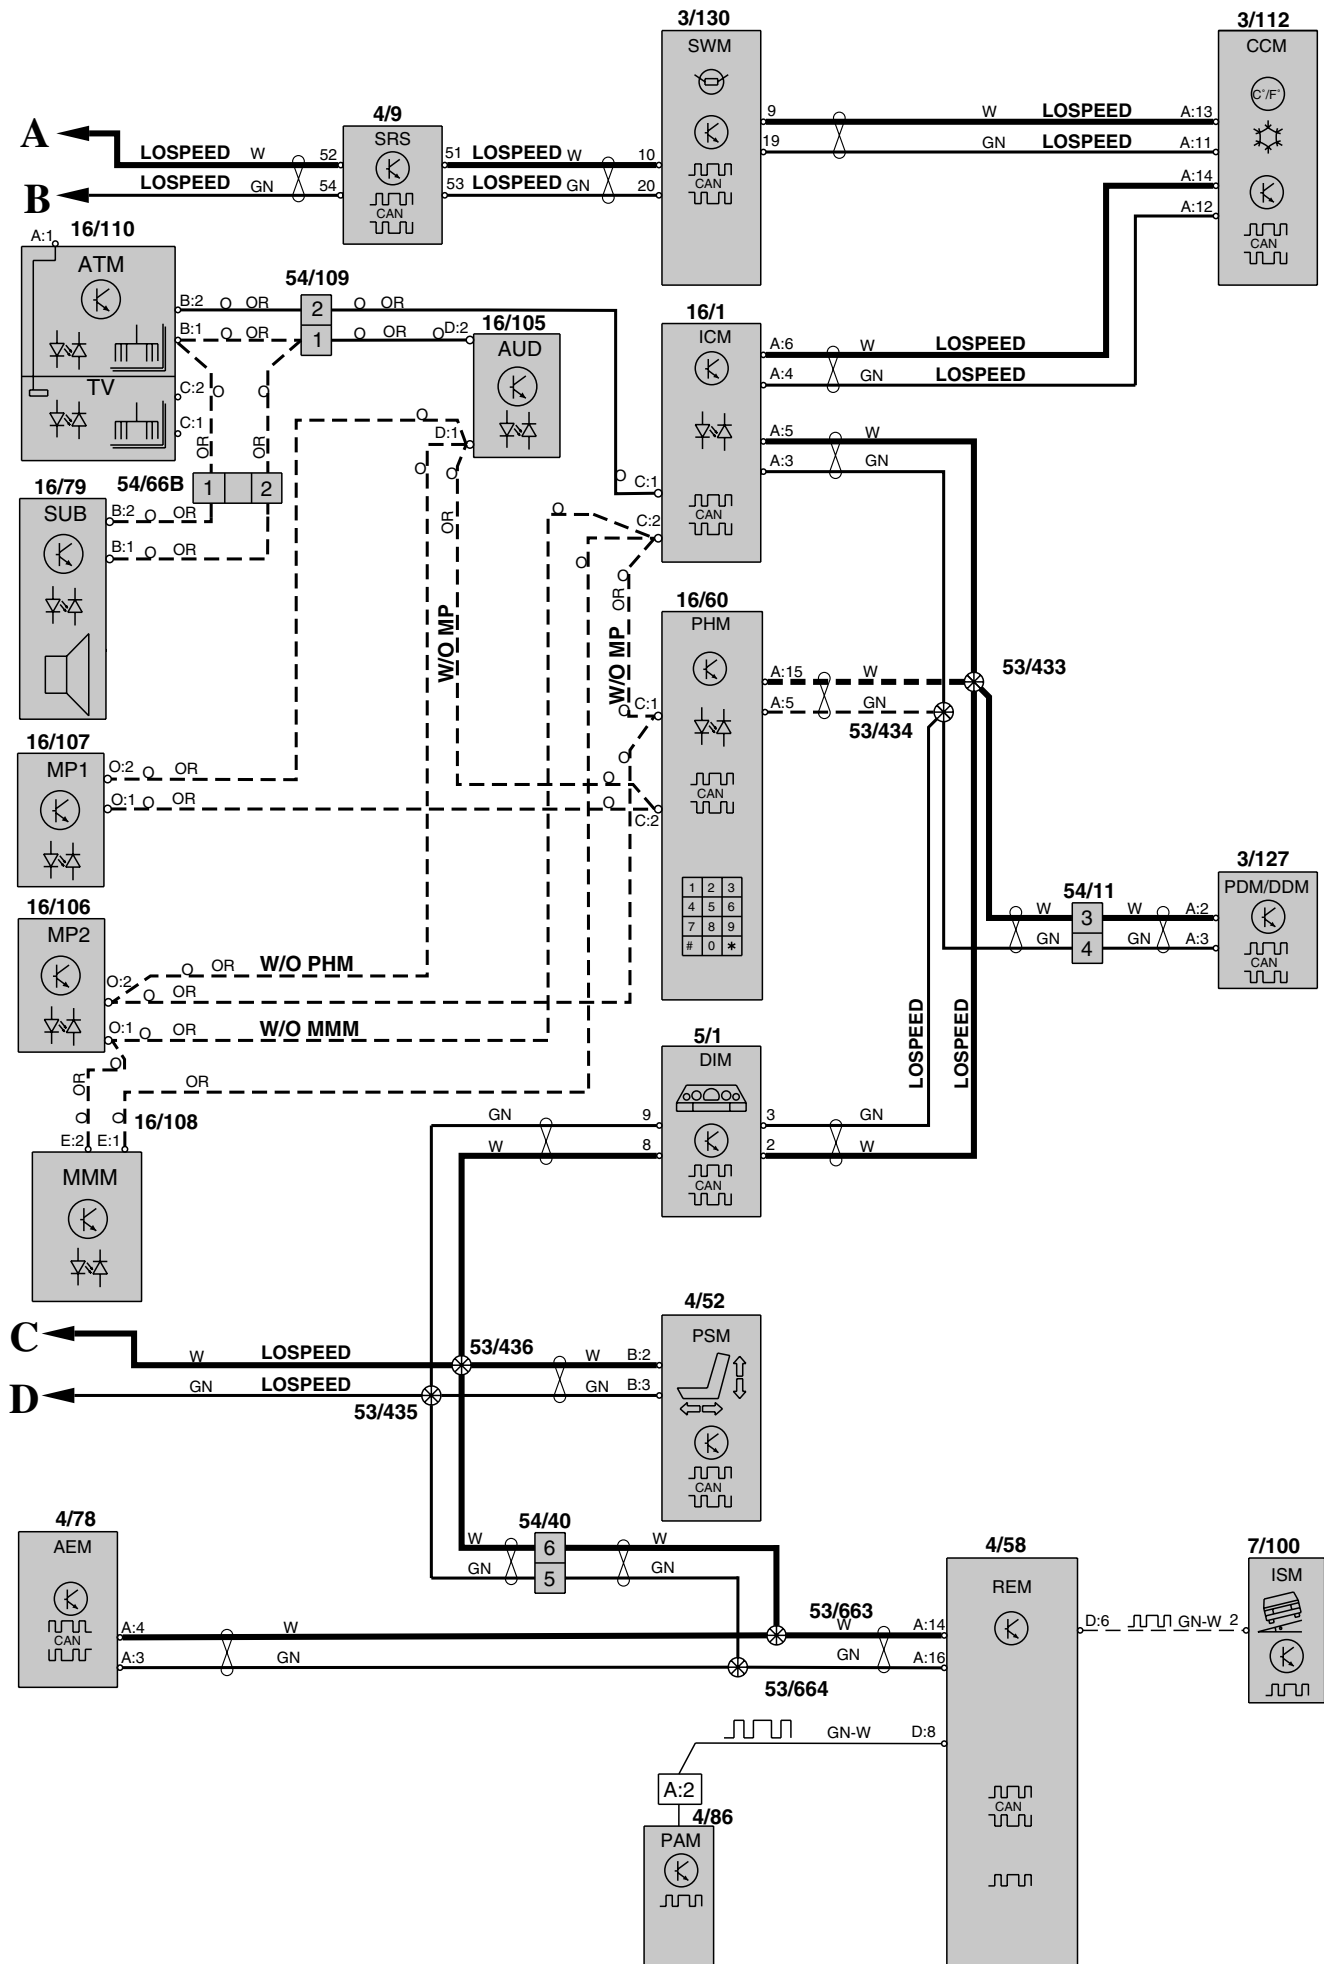 3/130
SWM
3/112
CCM
C°/F°
A
LOSPEED W 52
4/9
SRS
CAN
51 LOSPEED W 10
9 W LOSPEED A:13
B
LOSPEED GN 54
53 LOSPEED GN 20
CAN
19 GN LOSPEED A:11
A:14
A:12
CAN
16/110
A:1
ATM
B:2 O OR
54/109
2
O OR
B:1 O OR
1
O OR O D:2
TV
C:2
C:1
O
O
OR
OR
16/105
AUD
O
D:1
O
O
OR
16/1
ICM
A:6 W LOSPEED
A:4 GN LOSPEED
A:5 W
A:3 GN
O
C:1
C:2
CAN
54/66B
1
2
16/79
SUB
B:2 O OR
B:1 O OR
O
O
O
OR
W/O MP
W/O MP
16/60
PHM
A:15 W
A:5 GN
53/433
53/434
O C:1
O
O
C:2
CAN
1 2 3
4 5 6
7 8 9
# 0 *
16/107
MP1
O:2 O OR
O:1 O OR
16/106
MP2
O:2 O OR W/O PHM
O OR
O:1 O OR W/O MMM
O
OR
OR
O O
E:2 E:1
16/108
MMM
3/127
PDM/DDM
CAN
54/11
W 3 W A:2
GN 4 GN A:3
LOSPEED
LOSPEED
5/1
DIM
CAN
GN 9
W 8
3 GN
2 W
C
W LOSPEED
53/436
W B:2
D
GN LOSPEED
53/435
GN B:3
4/52
PSM
CAN
54/40
W 6 W
GN 5 GN
4/78
AEM
CAN
A:4 W
A:3 GN
53/663
W A:14
GN A:16
53/664
4/58
REM
D:6 GN-W 2
7/100
ISM
GN-W D:8
CAN
A:2
4/86
PAM